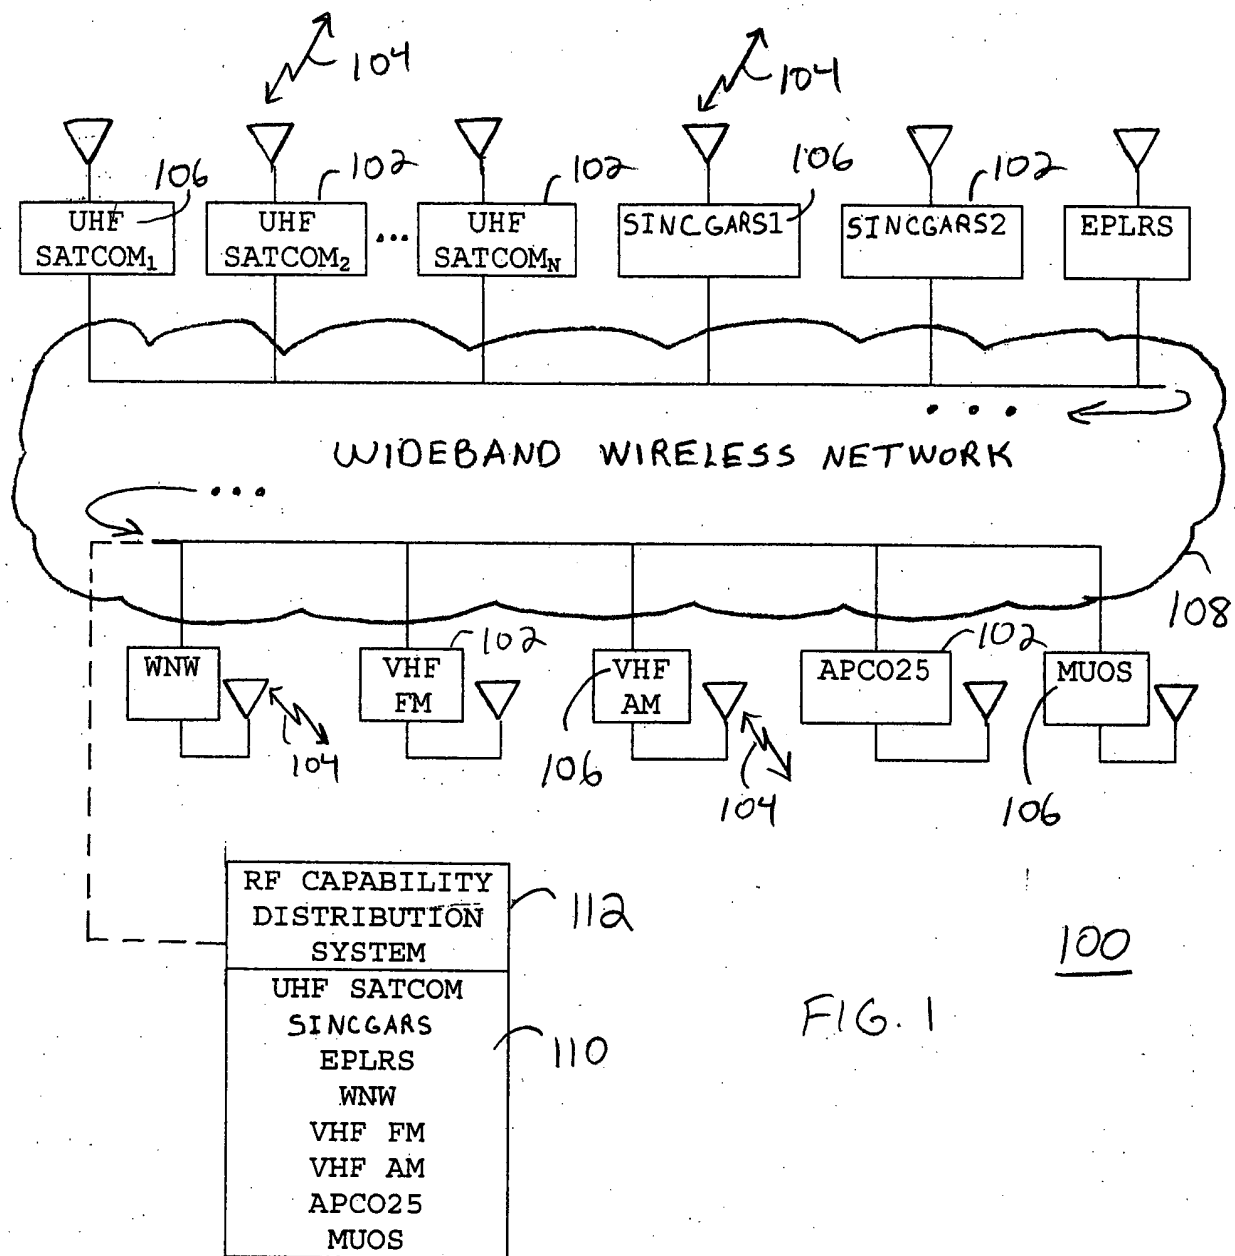 104
104
106
102
102
106
102
UHF
SATCOM1
UHF
SATCOM2
...
UHF
SATCOMN
SINCGARS1
SINCGARS2
EPLRS
...
WIDEBAND WIRELESS NETWORK
...
108
WNW
104
VHF
FM
102
VHF
AM
106
104
APCO25
102
MUOS
106
RF CAPABILITY
DISTRIBUTION
SYSTEM
112
UHF SATCOM
SINCGARS
EPLRS
WNW
VHF FM
VHF AM
APCO25
MUOS
110
100
FIG. 1